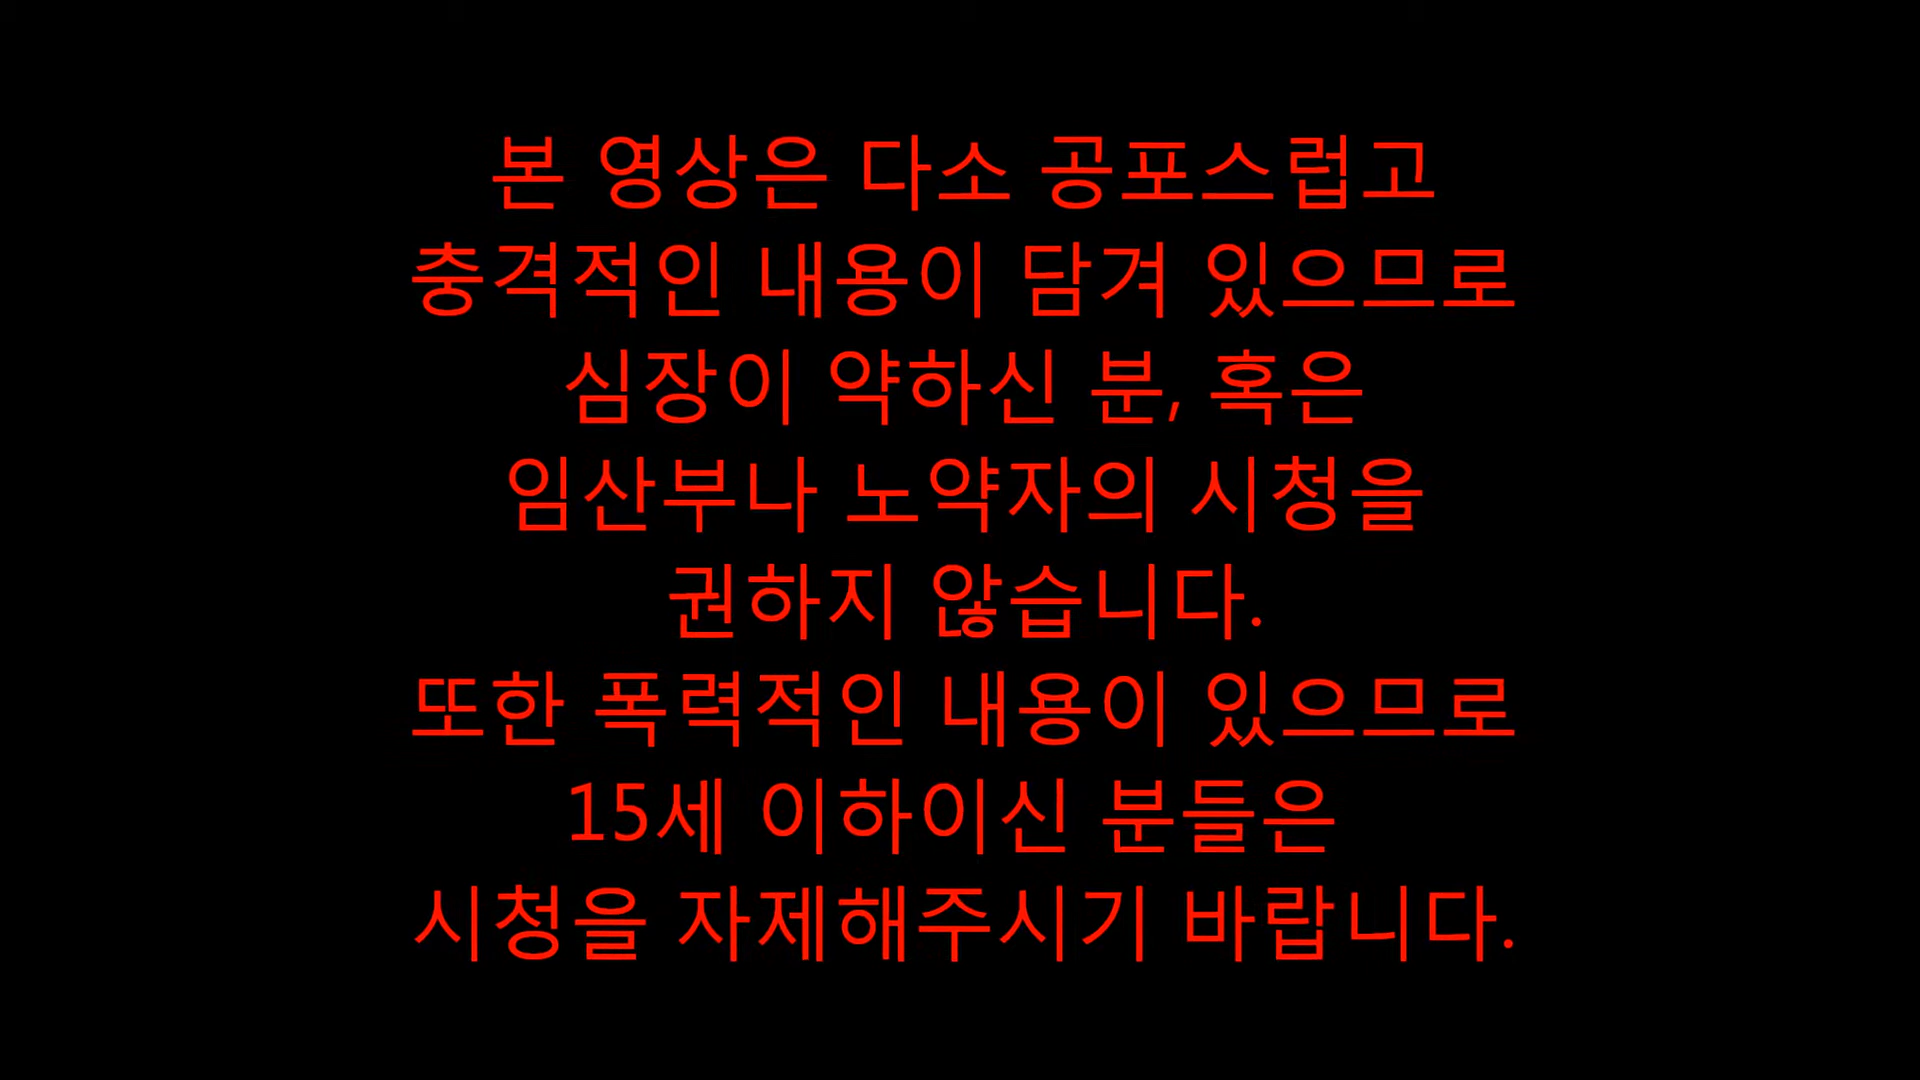 본 영상은 다소 공포스럽고
충격적인 내용이 담겨 있으므로
심장이 약하신 분, 혹은
임산부나 노약자의 시청을
권하지 않습니다.
또한 폭력적인 내용이 있으므로
15세 이하이신 분들은
시청을 자제해주시기 바랍니다.